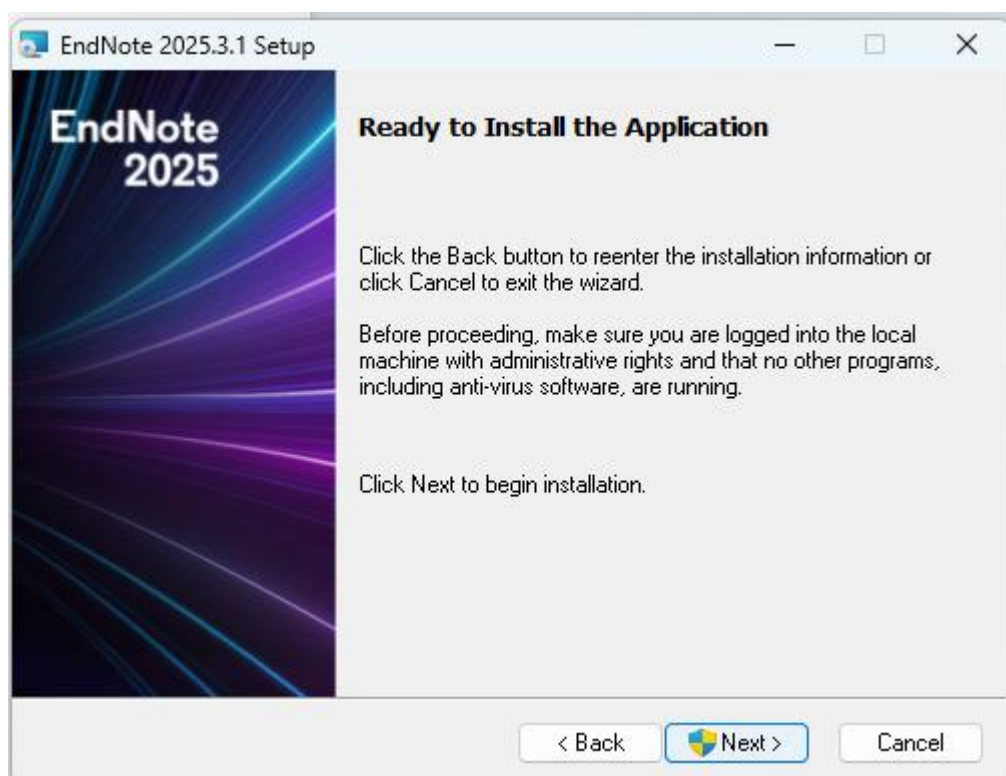 EndNote 2025.3.1 Setup
EndNote
2025
Ready to Install the Application
Click the Back button to reenter the installation information or
click Cancel to exit the wizard.
Before proceeding, make sure you are logged into the local
machine with administrative rights and that no other programs,
including anti-virus software, are running.
Click Next to begin installation.
< Back
Next >
Cancel